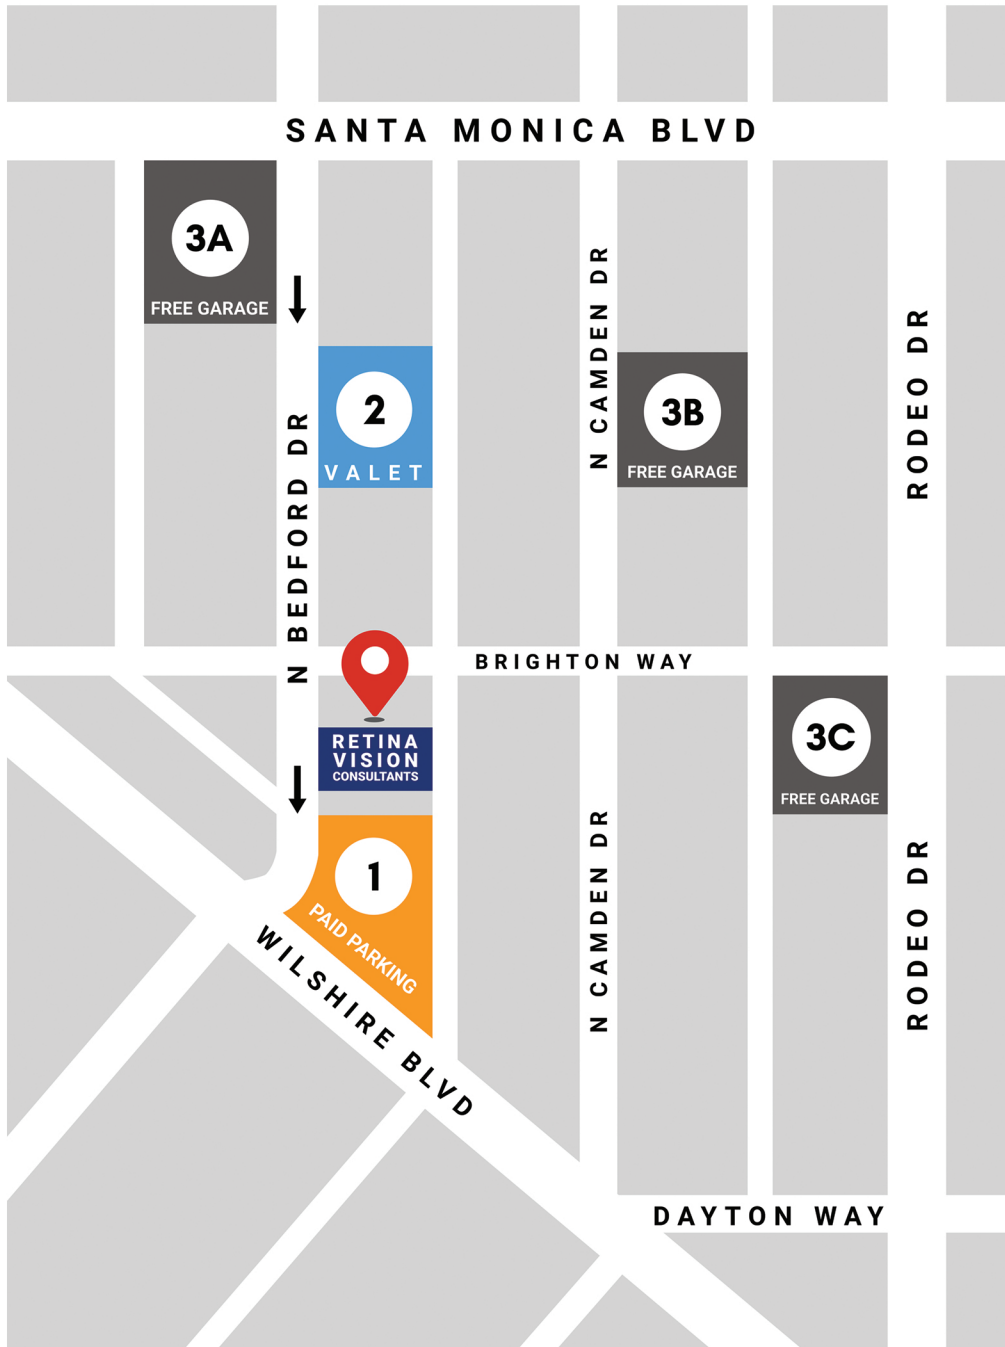 SANTA MONICA BLVD
3A
FREE GARAGE
N BEDFORD DR
2
VALET
N CAMDEN DR
3B
FREE GARAGE
RODEO DR
BRIGHTON WAY
RETINA
VISION
CONSULTANTS
3C
FREE GARAGE
1
PAID PARKING
WILSHIRE BLVD
N CAMDEN DR
RODEO DR
DAYTON WAY